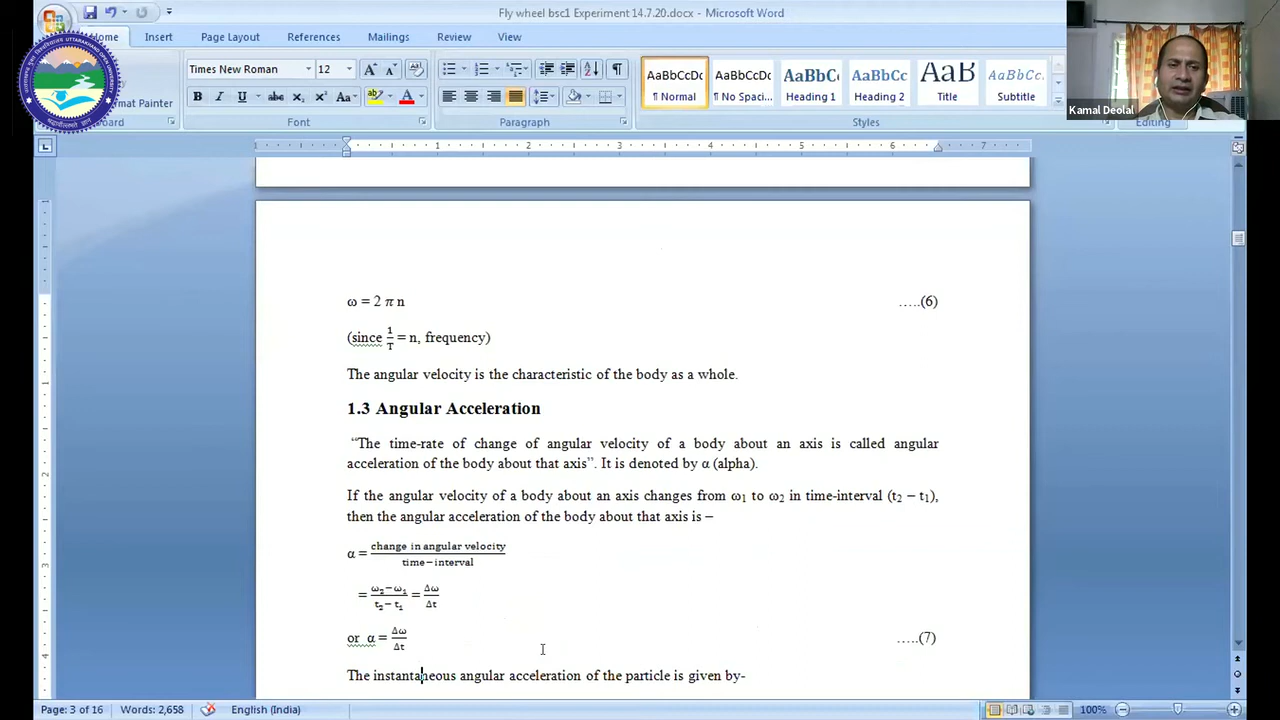 Fly wheel bsc1 Experiment 14.7.20.docx - Microsoft Word
Home Insert Page Layout References Mailings Review View
Times New Roman 12
AaBbCcDc AaBbCcDc AaBbC AaBbCc AaB AaBbCc
¶ Normal ¶ No Spaci... Heading 1 Heading 2 Title Subtitle
mat Painter
board Font Paragraph Styles Editing
Kamal Deolal
ω = 2 π n …..(6)
(since 1/T = n, frequency)
The angular velocity is the characteristic of the body as a whole.
1.3 Angular Acceleration
“The time-rate of change of angular velocity of a body about an axis is called angular
acceleration of the body about that axis”. It is denoted by α (alpha).
If the angular velocity of a body about an axis changes from ω₁ to ω₂ in time-interval (t₂ – t₁),
then the angular acceleration of the body about that axis is –
α = change in angular velocity / time–interval
= ω₂–ω₁ / t₂–t₁ = Δω / Δt
or α = Δω / Δt …..(7)
The instantaneous angular acceleration of the particle is given by-
Page: 3 of 16 Words: 2,658 English (India) 100%